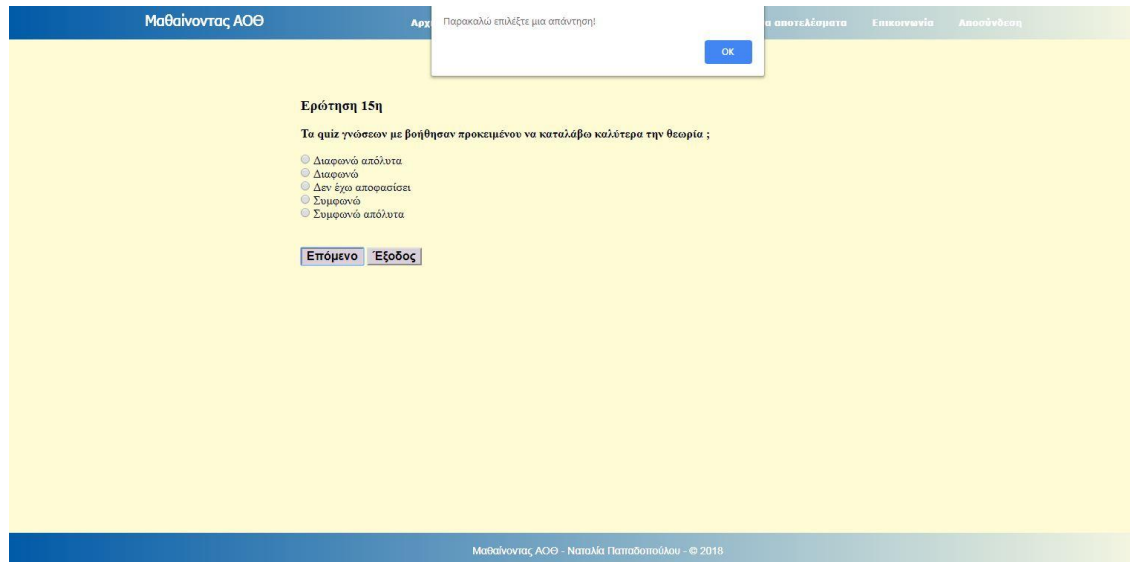 Μαθαίνοντας ΑΟΘ
Παρακαλώ επιλέξτε μια απάντηση!
αποτελέσματα Επικοινωνία Αποσύνδεση
OK
Ερώτηση 15η
Τα quiz γνώσεων με βοήθησαν προκειμένου να καταλάβω καλύτερα την θεωρία ;
Διαφωνώ απόλυτα
Διαφωνώ
Δεν έχω αποφασίσει
Συμφωνώ
Συμφωνώ απόλυτα
Επόμενο Έξοδος
Μαθαίνοντας ΑΟΘ - Ναταλία Παπαδοπούλου - © 2018